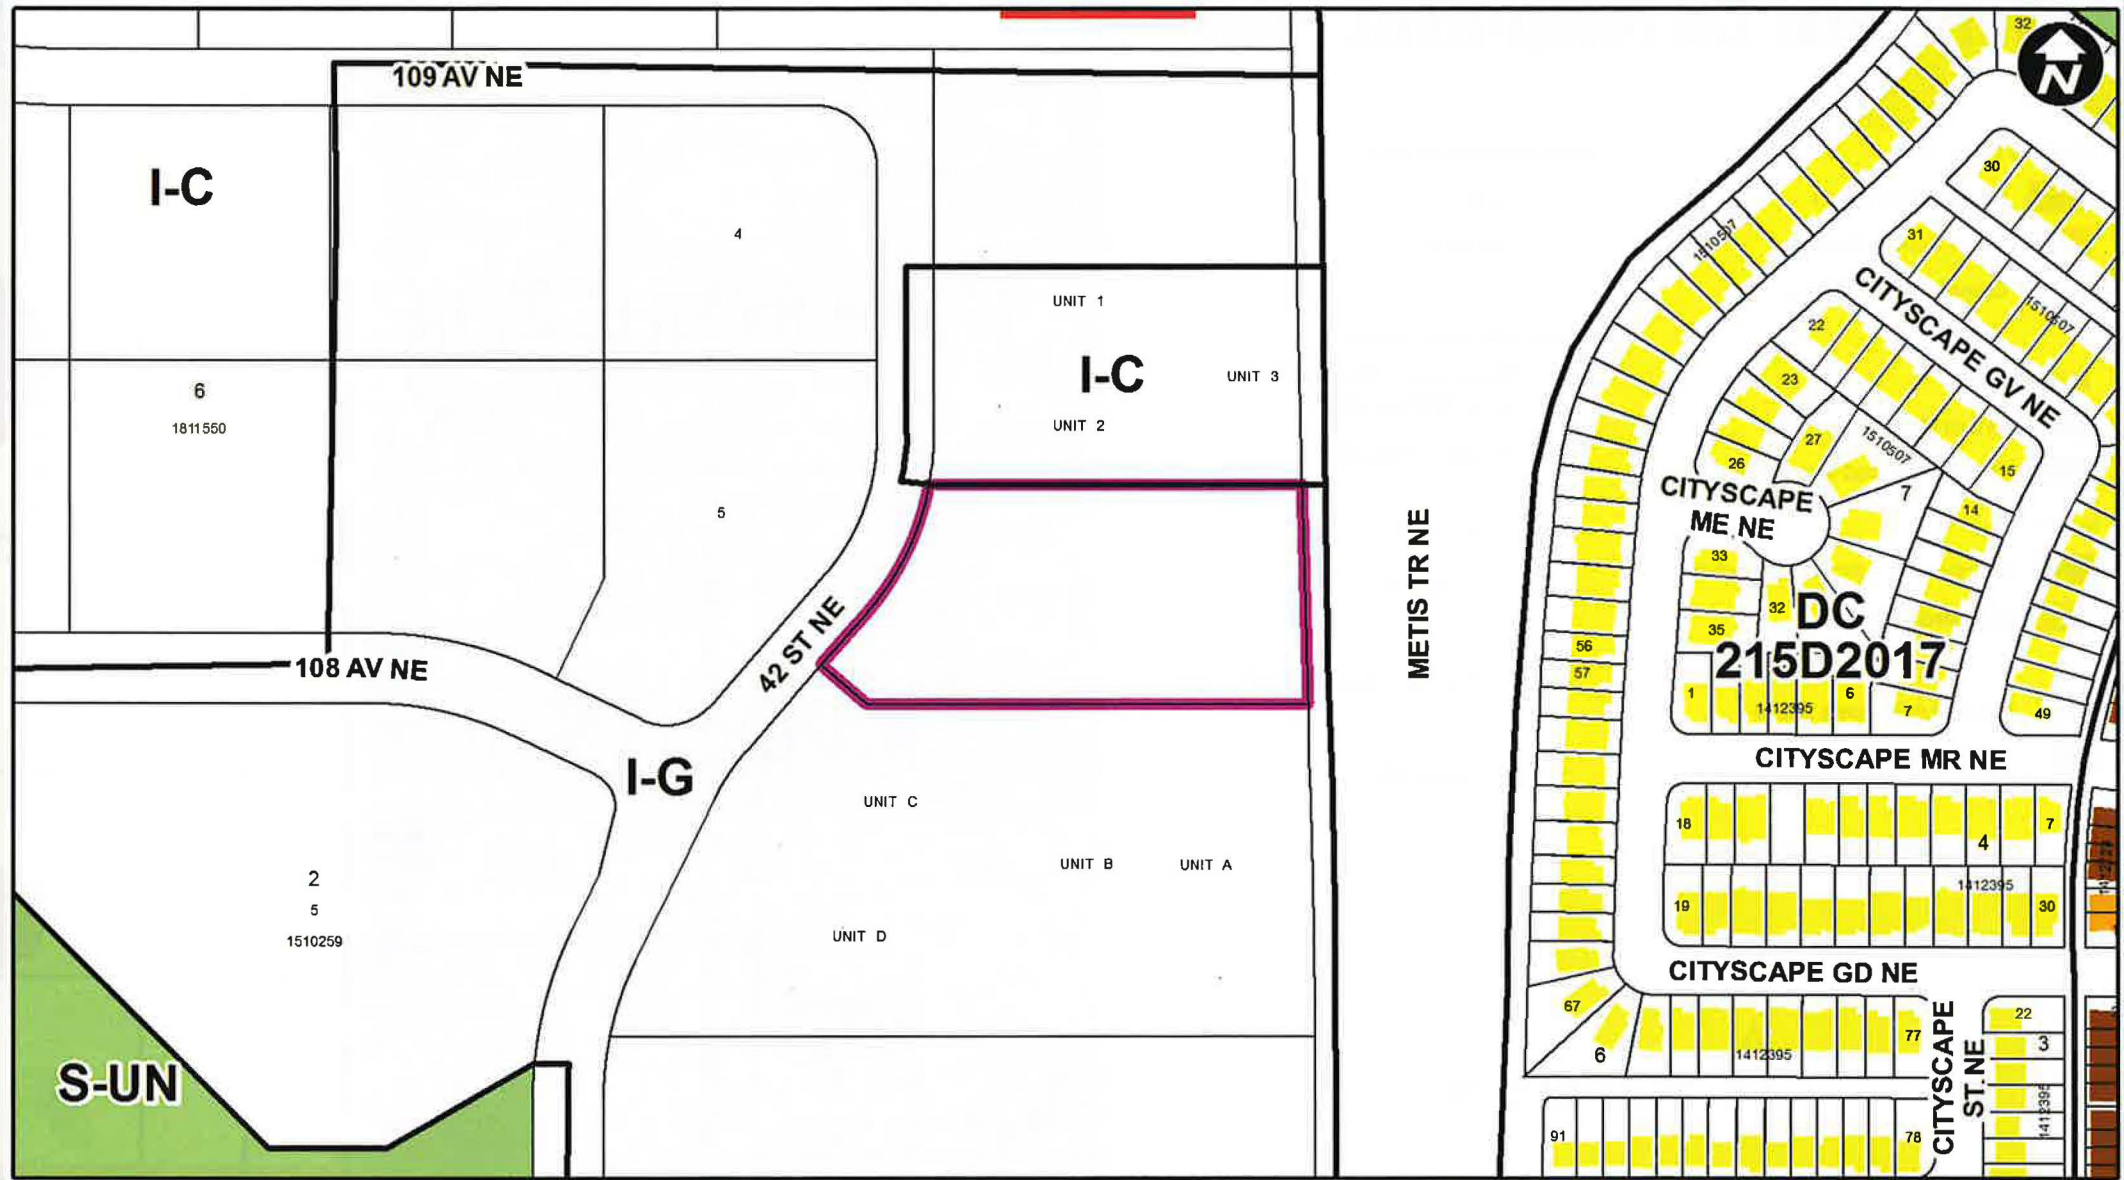 109 AV NE
I-C
4
6
1811550
5
UNIT 1
I-C
UNIT 3
UNIT 2
42 ST NE
108 AV NE
I-G
2
5
1510259
S-UN
UNIT C
UNIT B
UNIT A
UNIT D
METIS TR NE
N
32
30
31
1510507
CITYSCAPE GV NE
1510507
22
23
26
27
1510507
15
7
14
CITYSCAPE
ME NE
33
32
35
DC
215D2017
56
57
1
6
1412395
7
49
CITYSCAPE MR NE
18
4
7
19
1412395
30
CITYSCAPE GD NE
67
6
1412395
77
CITYSCAPE
ST NE
22
3
1412395
91
78